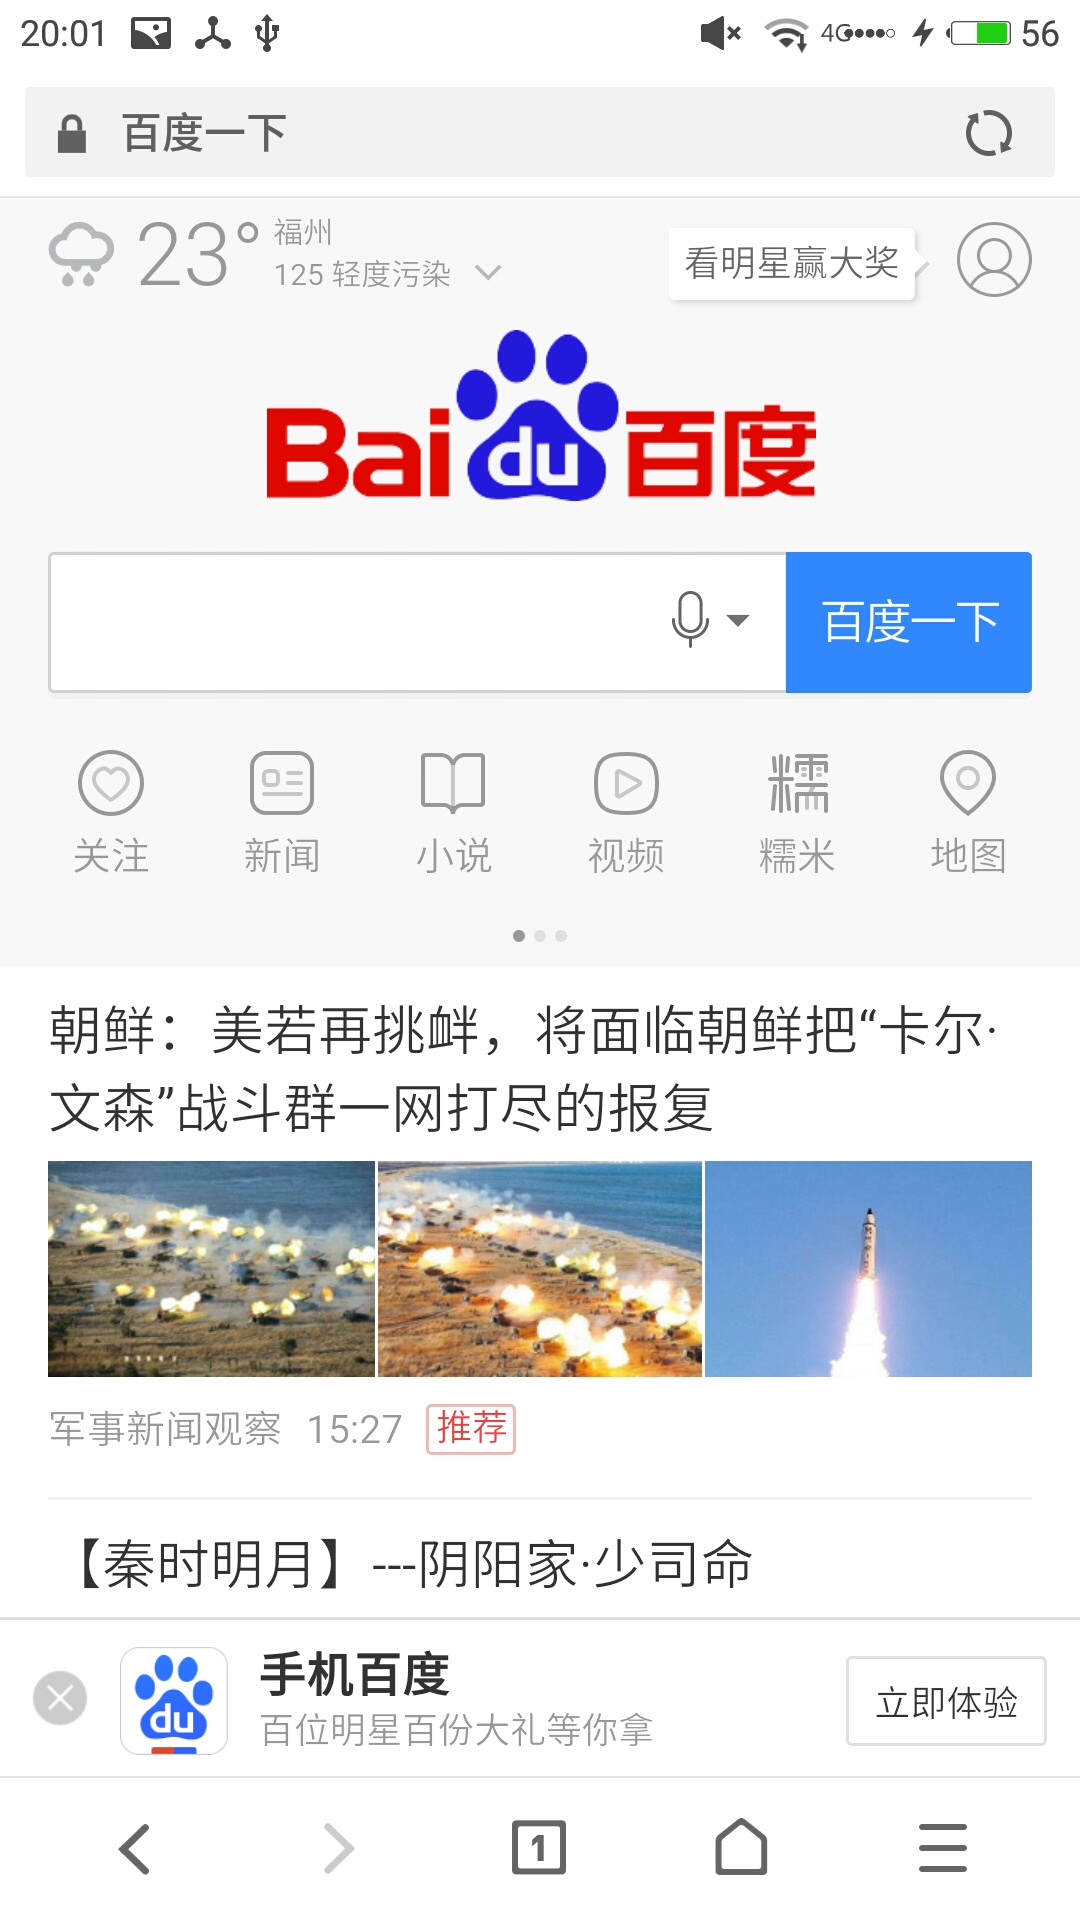 20:01
4G
56
百度一下
23°
福州
125 轻度污染
看明星赢大奖
Bai du 百度
百度一下
关注
新闻
小说
糯
视频
糯米
地图
朝鲜：美若再挑衅，将面临朝鲜把“卡尔·
文森”战斗群一网打尽的报复
军事新闻观察 15:27 推荐
【秦时明月】---阴阳家·少司命
du
手机百度
百位明星百份大礼等你拿
立即体验
1